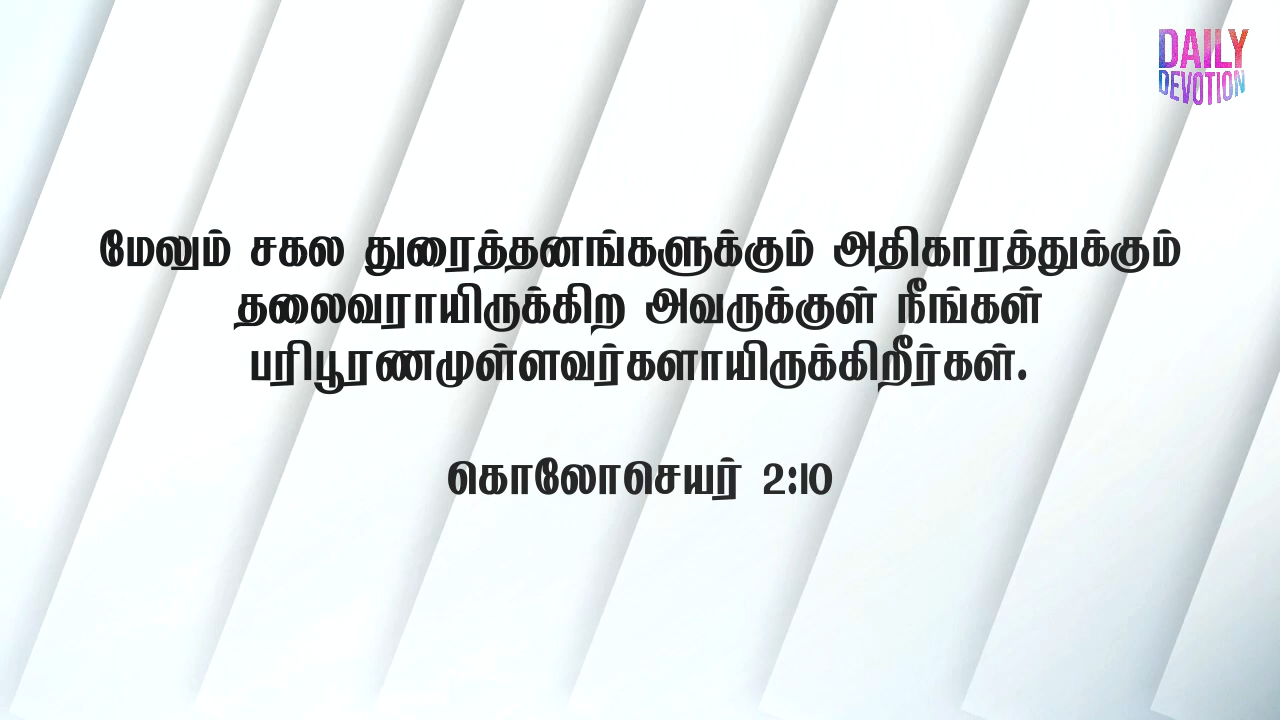 DAILY
DEVOTION
மேலும் சகல துரைத்தனங்களுக்கும் அதிகாரத்துக்கும்
தலைவராயிருக்கிற அவருக்குள் நீங்கள்
பரிபூரணமுள்ளவர்களாயிருக்கிறீர்கள்.
கொலோசெயர் 2:10